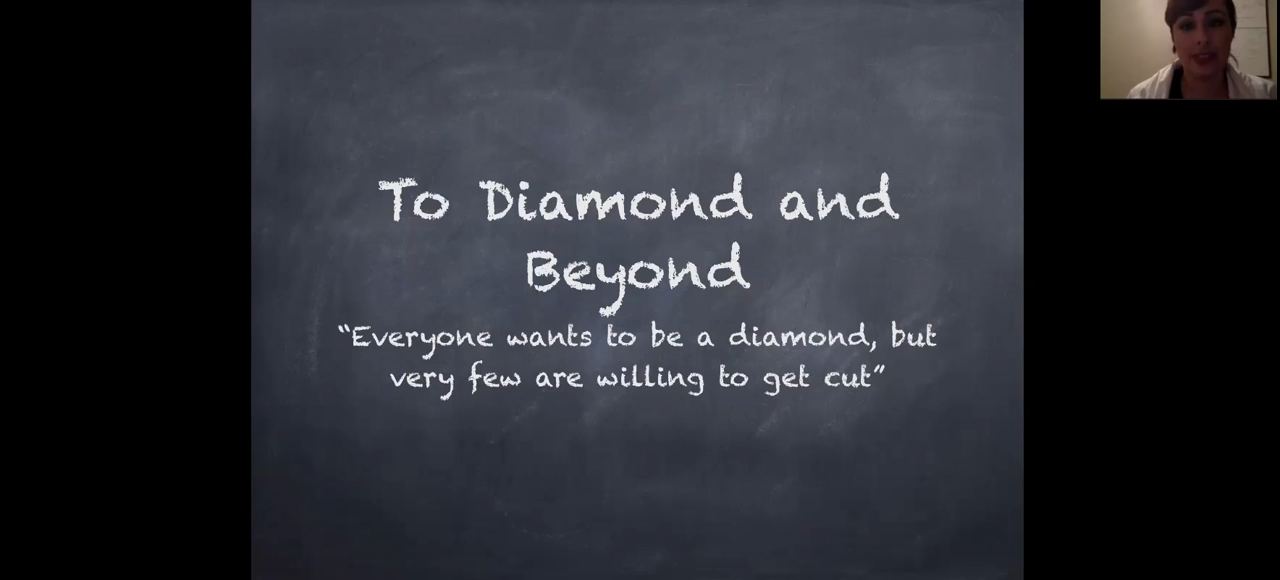 To Diamond and
Beyond
“Everyone wants to be a diamond, but
very few are willing to get cut”